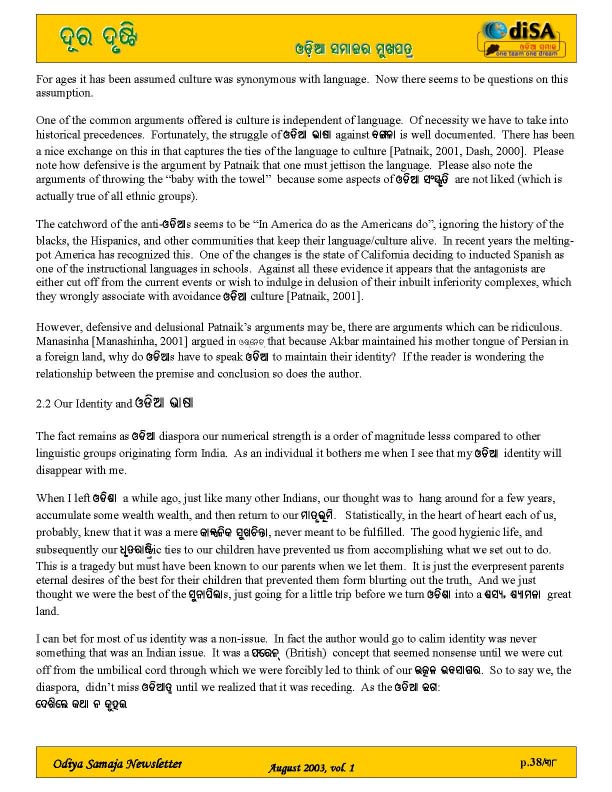 ଦୂର ଦୃଷ୍ଟି
ଓଡ଼ିଆ ସମାଜର ମୁଖପତ୍ର
diSA
ଓଡ଼ିଆ ସମାଜ
one team one dream
For ages it has been assumed culture was synonymous with language. Now there seems to be questions on this
assumption.
One of the common arguments offered is culture is independent of language. Of necessity we have to take into
historical precedences. Fortunately, the struggle of ଓଡ଼ିଆ ଭାଷା against ବଙ୍ଗଳା is well documented. There has been
a nice exchange on this in that captures the ties of the language to culture [Patnaik, 2001, Dash, 2000]. Please
note how defensive is the argument by Patnaik that one must jettison the language. Please also note the
arguments of throwing the “baby with the towel” because some aspects of ଓଡ଼ିଆ ସଂସ୍କୃତି are not liked (which is
actually true of all ethnic groups).
The catchword of the anti-ଓଡ଼ିଆs seems to be “In America do as the Americans do”, ignoring the history of the
blacks, the Hispanics, and other communities that keep their language/culture alive. In recent years the melting-
pot America has recognized this. One of the changes is the state of California deciding to inducted Spanish as
one of the instructional languages in schools. Against all these evidence it appears that the antagonists are
either cut off from the current events or wish to indulge in delusion of their inbuilt inferiority complexes, which
they wrongly associate with avoidance ଓଡ଼ିଆ culture [Patnaik, 2001].
However, defensive and delusional Patnaik’s arguments may be, there are arguments which can be ridiculous.
Manasinha [Manashinha, 2001] argued in that because Akbar maintained his mother tongue of Persian in
a foreign land, why do ଓଡ଼ିଆs have to speak ଓଡ଼ିଆ to maintain their identity? If the reader is wondering the
relationship between the premise and conclusion so does the author.
2.2 Our Identity and ଓଡ଼ିଆ ଭାଷା
The fact remains as ଓଡ଼ିଆ diaspora our numerical strength is a order of magnitude lesss compared to other
linguistic groups originating form India. As an individual it bothers me when I see that my ଓଡ଼ିଆ identity will
disappear with me.
When I left ଓଡ଼ିଶା a while ago, just like many other Indians, our thought was to hang around for a few years,
accumulate some wealth wealth, and then return to our ମାତୃଭୂମି. Statistically, in the heart of heart each of us,
probably, knew that it was a mere କାଳ୍ପନିକ ସୁଖଚିନ୍ତା, never meant to be fulfilled. The good hygienic life, and
subsequently our ଧୃତରାଷ୍ଟ୍ରic ties to our children have prevented us from accomplishing what we set out to do.
This is a tragedy but must have been known to our parents when we let them. It is just the everpresent parents
eternal desires of the best for their children that prevented them form blurting out the truth, And we just
thought we were the best of the ସୁନାପିଲାs, just going for a little trip before we turn ଓଡ଼ିଶା into a ଶସ୍ୟ, ଶ୍ୟାମଳା great
land.
I can bet for most of us identity was a non-issue. In fact the author would go to calim identity was never
something that was an Indian issue. It was a ଫରେନ୍ (British) concept that seemed nonsense until we were cut
off from the umbilical cord through which we were forcibly led to think of our ଉତ୍କଳ ଭବସାଗର. So to say we, the
diaspora, didn’t miss ଓଡ଼ିଆତ୍ୱ until we realized that it was receding. As the ଓଡ଼ିଆ ଢଗ:
ଦେଖିଲେ କଥା ନ କୁହଇ
Odiya Samaja Newsletter
August 2003, vol. 1
p.38/୩୮